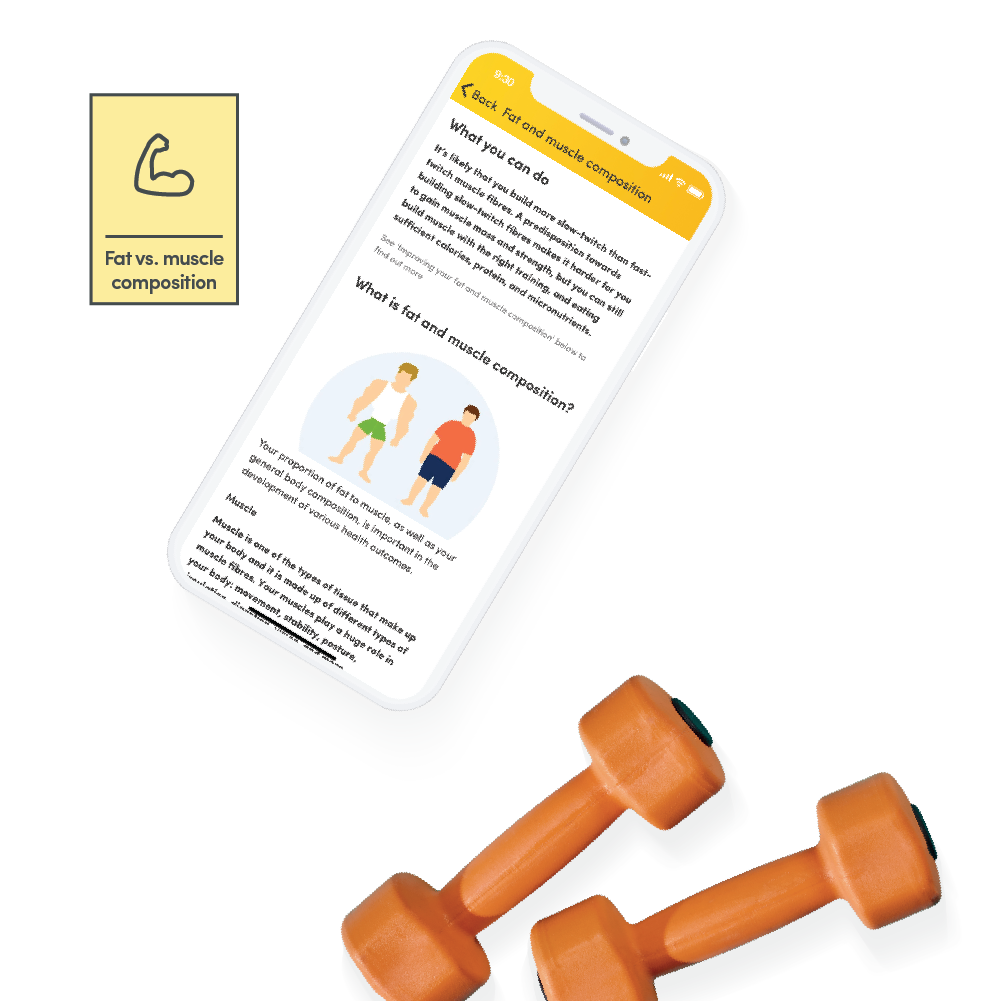 Fat vs. muscle
composition
9:30
Back Fat and muscle composition
What you can do
It's likely that you build more slow-twitch than fast-
twitch muscle fibres. A predisposition towards
building slow-twitch fibres makes it harder for you
to gain muscle mass and strength, but you can still
build muscle with the right training, and eating
sufficient calories, protein, and micronutrients.
See 'Improving your fat and muscle composition' below to
find out more
What is fat and muscle composition?
Your proportion of fat to muscle, as well as your
general body composition, is important in the
development of various health outcomes.
Muscle
Muscle is one of the types of tissue that make up
your body and it is made up of different types of
muscle fibres. Your muscles play a huge role in
your body: movement, stability, posture,